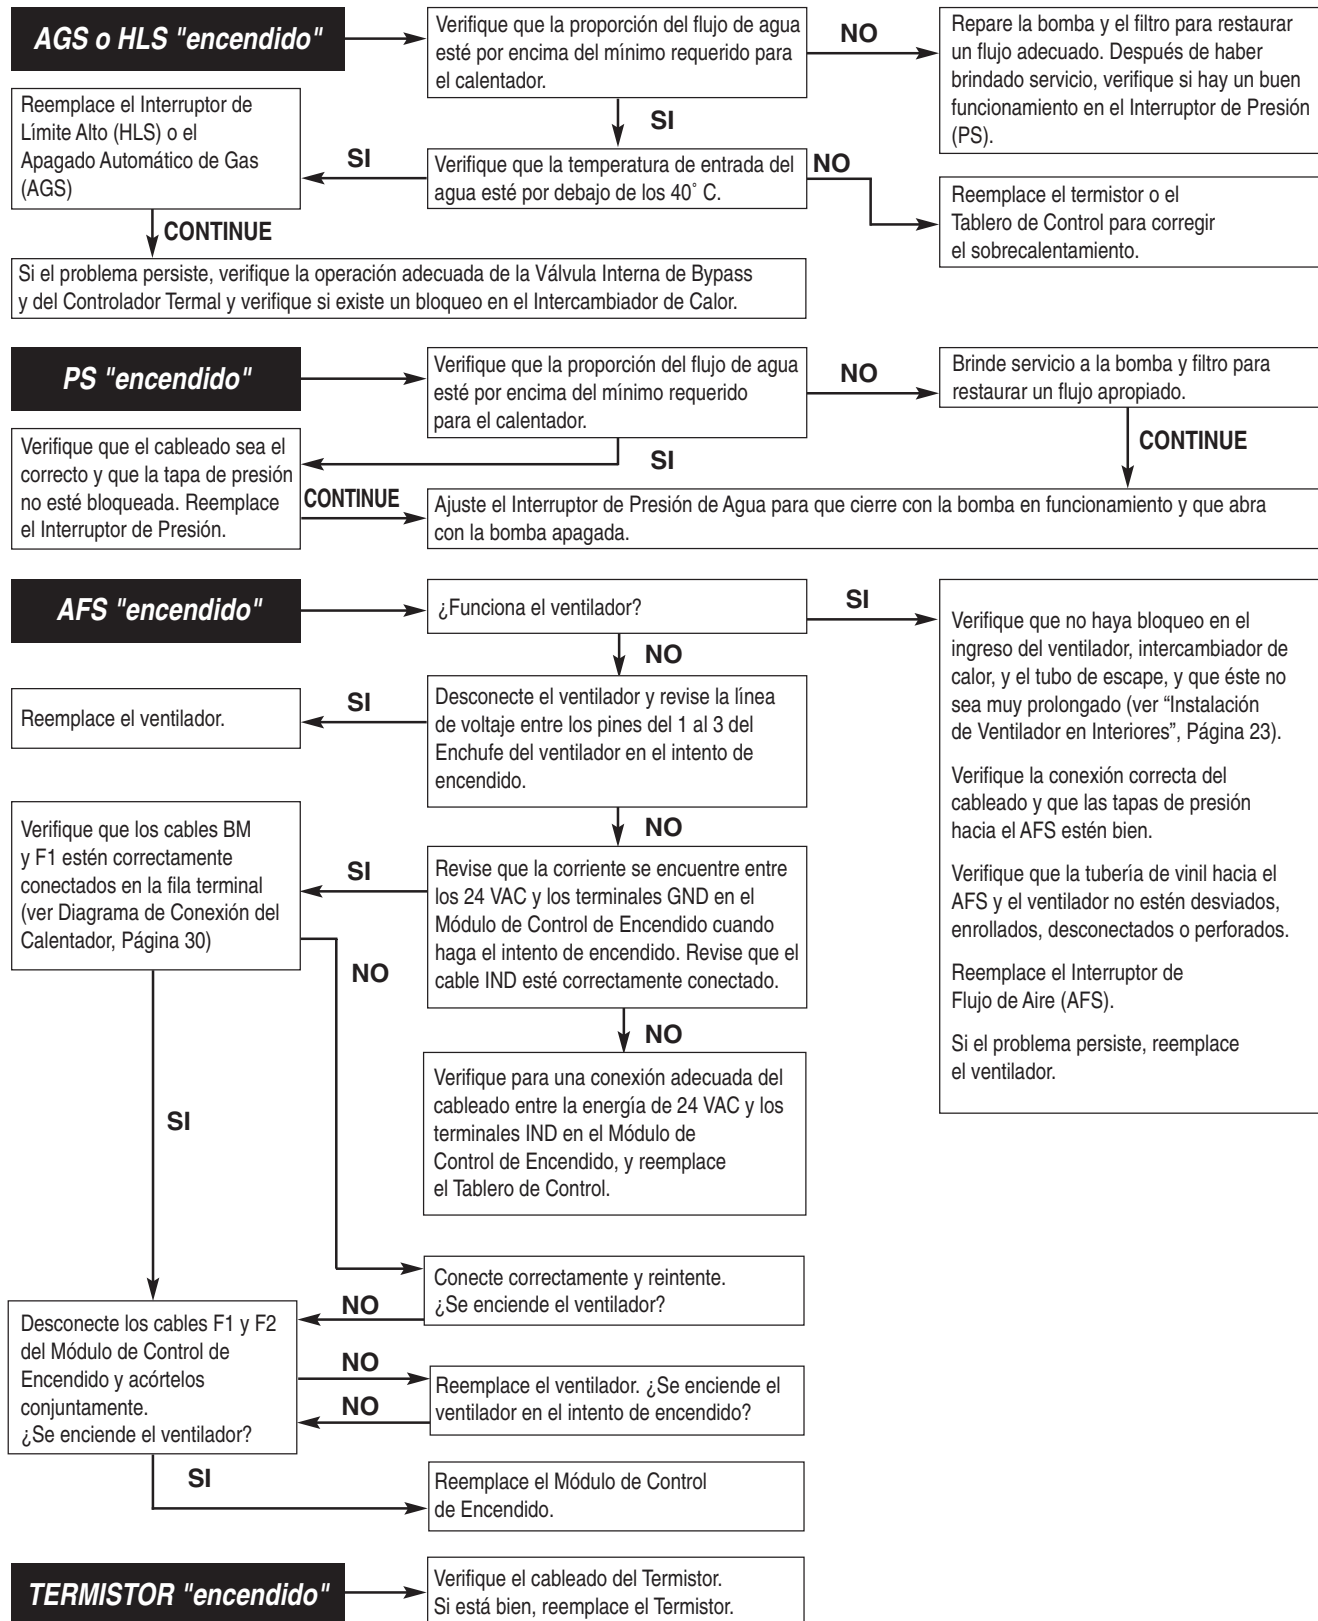 AGS o HLS "encendido"
Verifique que la proporción del flujo de agua
esté por encima del mínimo requerido para
el calentador.
NO
Repare la bomba y el filtro para restaurar
un flujo adecuado. Después de haber
brindado servicio, verifique si hay un buen
funcionamiento en el Interruptor de Presión
(PS).
SI
Verifique que la temperatura de entrada del
agua esté por debajo de los 40˚ C.
NO
Reemplace el termistor o el
Tablero de Control para corregir
el sobrecalentamiento.
SI
Reemplace el Interruptor de
Límite Alto (HLS) o el
Apagado Automático de Gas
(AGS)
CONTINUE
Si el problema persiste, verifique la operación adecuada de la Válvula Interna de Bypass
y del Controlador Termal y verifique si existe un bloqueo en el Intercambiador de Calor.
PS "encendido"
Verifique que la proporción del flujo de agua
esté por encima del mínimo requerido
para el calentador.
NO
Brinde servicio a la bomba y filtro para
restaurar un flujo apropiado.
CONTINUE
SI
Verifique que el cableado sea el
correcto y que la tapa de presión
no esté bloqueada. Reemplace
el Interruptor de Presión.
CONTINUE
Ajuste el Interruptor de Presión de Agua para que cierre con la bomba en funcionamiento y que abra
con la bomba apagada.
AFS "encendido"
¿Funciona el ventilador?
SI
Verifique que no haya bloqueo en el
ingreso del ventilador, intercambiador de
calor, y el tubo de escape, y que éste no
sea muy prolongado (ver “Instalación
de Ventilador en Interiores”, Página 23).
Verifique la conexión correcta del
cableado y que las tapas de presión
hacia el AFS estén bien.
Verifique que la tubería de vinil hacia el
AFS y el ventilador no estén desviados,
enrollados, desconectados o perforados.
Reemplace el Interruptor de
Flujo de Aire (AFS).
Si el problema persiste, reemplace
el ventilador.
NO
Desconecte el ventilador y revise la línea
de voltaje entre los pines del 1 al 3 del
Enchufe del ventilador en el intento de
encendido.
SI
Reemplace el ventilador.
NO
Revise que la corriente se encuentre entre
los 24 VAC y los terminales GND en el
Módulo de Control de Encendido cuando
haga el intento de encendido. Revise que el
cable IND esté correctamente conectado.
SI
Verifique que los cables BM
y F1 estén correctamente
conectados en la fila terminal
(ver Diagrama de Conexión del
Calentador, Página 30)
NO
NO
Verifique para una conexión adecuada del
cableado entre la energía de 24 VAC y los
terminales IND en el Módulo de
Control de Encendido, y reemplace
el Tablero de Control.
SI
Conecte correctamente y reintente.
¿Se enciende el ventilador?
NO
Desconecte los cables F1 y F2
del Módulo de Control de
Encendido y acórtelos
conjuntamente.
¿Se enciende el ventilador?
NO
Reemplace el ventilador. ¿Se enciende el
ventilador en el intento de encendido?
NO
SI
Reemplace el Módulo de Control
de Encendido.
TERMISTOR "encendido"
Verifique el cableado del Termistor.
Si está bien, reemplace el Termistor.